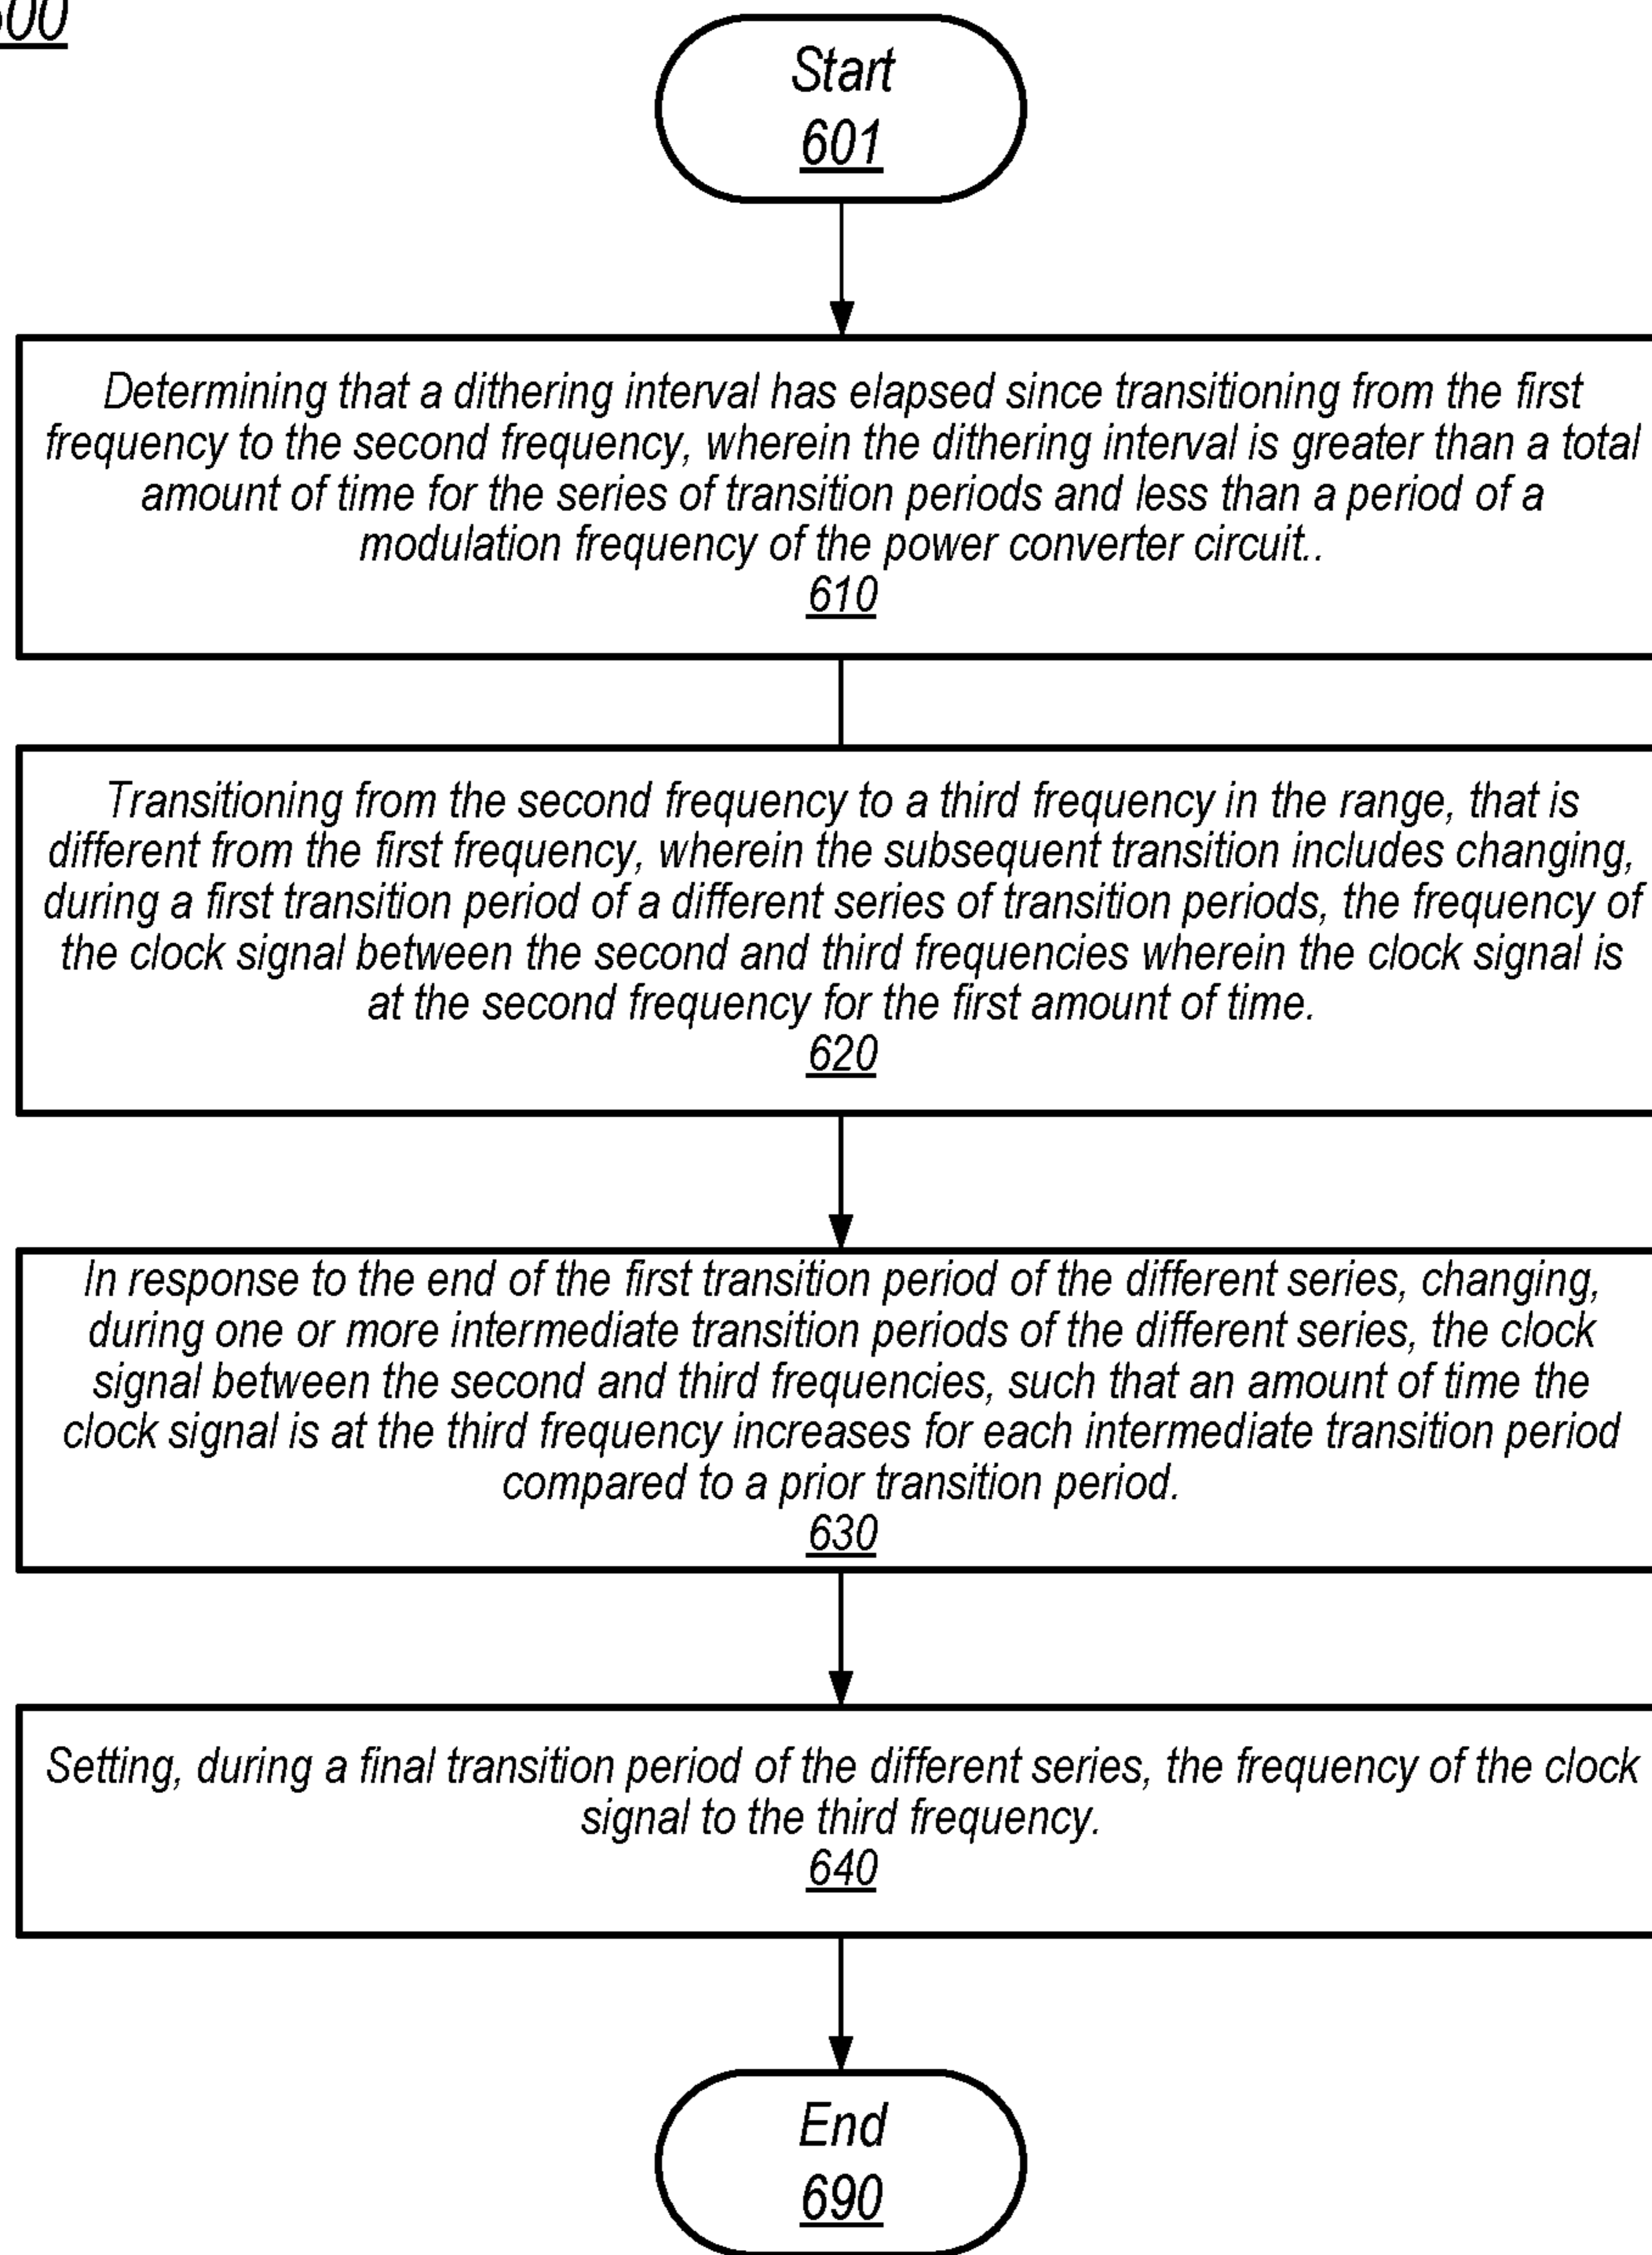 600
Start
601
Determining that a dithering interval has elapsed since transitioning from the first
frequency to the second frequency, wherein the dithering interval is greater than a total
amount of time for the series of transition periods and less than a period of a
modulation frequency of the power converter circuit..
610
Transitioning from the second frequency to a third frequency in the range, that is
different from the first frequency, wherein the subsequent transition includes changing,
during a first transition period of a different series of transition periods, the frequency of
the clock signal between the second and third frequencies wherein the clock signal is
at the second frequency for the first amount of time.
620
In response to the end of the first transition period of the different series, changing,
during one or more intermediate transition periods of the different series, the clock
signal between the second and third frequencies, such that an amount of time the
clock signal is at the third frequency increases for each intermediate transition period
compared to a prior transition period.
630
Setting, during a final transition period of the different series, the frequency of the clock
signal to the third frequency.
640
End
690